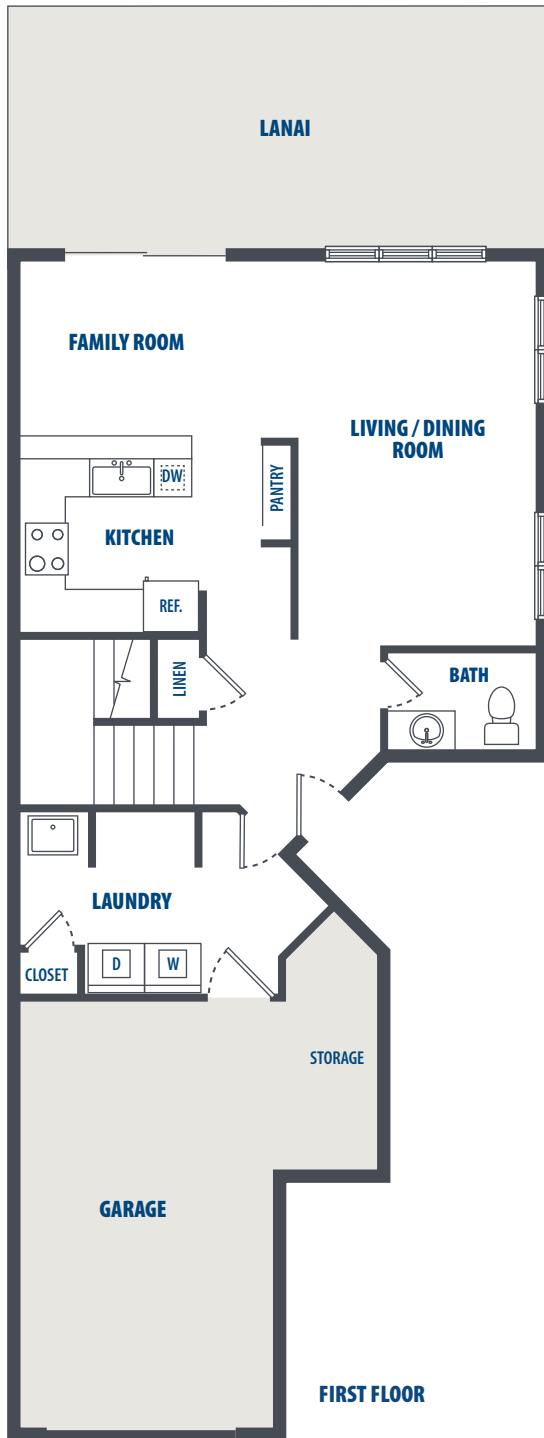 LANAI
FAMILY ROOM
LIVING / DINING
ROOM
DW
PANTRY
KITCHEN
REF.
LINEN
BATH
LAUNDRY
CLOSET
D
W
STORAGE
GARAGE
FIRST FLOOR